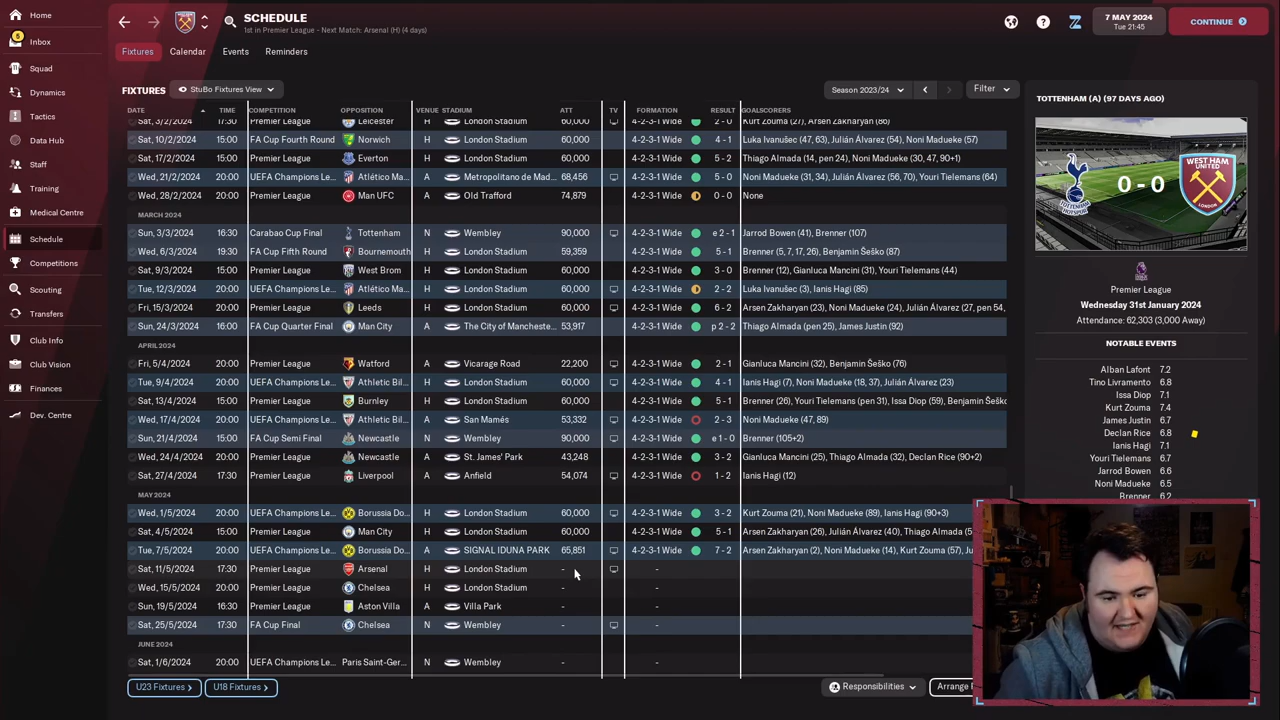 Home
SCHEDULE
1st in Premier League - Next Match: Arsenal (H) (4 days)
7 MAY 2024
Tue 21:45
CONTINUE
5
Inbox
Squad
Dynamics
Tactics
Data Hub
Staff
Training
Medical Centre
Schedule
Competitions
Scouting
Transfers
Club Info
Club Vision
Finances
Dev. Centre
Fixtures Calendar Events Reminders
FIXTURES StuBo Fixtures View Season 2023/24 Filter
DATE TIME COMPETITION OPPOSITION VENUE STADIUM ATT TV FORMATION RESULT GOALSCORERS
Sat, 3/2/2024 17:30 Premier League Leicester H London Stadium 60,000 4-2-3-1 Wide 2 - 0 Kurt Zouma (27), Arsen Zakharyan (86)
Sat, 10/2/2024 15:00 FA Cup Fourth Round Norwich H London Stadium 60,000 4-2-3-1 Wide 4 - 1 Luka Ivanušec (47, 63), Julián Álvarez (54), Noni Madueke (57)
Sat, 17/2/2024 15:00 Premier League Everton H London Stadium 60,000 4-2-3-1 Wide 5 - 2 Thiago Almada (14, pen 24), Noni Madueke (30, 47, 90+1)
Wed, 21/2/2024 20:00 UEFA Champions Le... Atlético Ma... A Metropolitano de Mad... 68,456 4-2-3-1 Wide 5 - 0 Noni Madueke (31, 34), Julián Álvarez (56, 70), Youri Tielemans (64)
Wed, 28/2/2024 20:00 Premier League Man UFC A Old Trafford 74,879 4-2-3-1 Wide 0 - 0 None
MARCH 2024
Sun, 3/3/2024 16:30 Carabao Cup Final Tottenham N Wembley 90,000 4-2-3-1 Wide e 2 - 1 Jarrod Bowen (41), Brenner (107)
Wed, 6/3/2024 19:30 FA Cup Fifth Round Bournemouth H London Stadium 59,359 4-2-3-1 Wide 5 - 1 Brenner (5, 7, 17, 26), Benjamin Šeško (87)
Sat, 9/3/2024 15:00 Premier League West Brom H London Stadium 60,000 4-2-3-1 Wide 3 - 0 Brenner (12), Gianluca Mancini (31), Youri Tielemans (44)
Tue, 12/3/2024 20:00 UEFA Champions Le... Atlético Ma... H London Stadium 60,000 4-2-3-1 Wide 2 - 2 Luka Ivanušec (3), Ianis Hagi (85)
Fri, 15/3/2024 20:00 Premier League Leeds H London Stadium 60,000 4-2-3-1 Wide 6 - 2 Arsen Zakharyan (23), Noni Madueke (24), Julián Álvarez (27, pen 54,
Sun, 24/3/2024 16:00 FA Cup Quarter Final Man City A The City of Mancheste... 53,917 4-2-3-1 Wide p 2 - 2 Thiago Almada (pen 25), James Justin (92)
APRIL 2024
Fri, 5/4/2024 20:00 Premier League Watford A Vicarage Road 22,200 4-2-3-1 Wide 2 - 1 Gianluca Mancini (32), Benjamin Šeško (76)
Tue, 9/4/2024 20:00 UEFA Champions Le... Athletic Bil... H London Stadium 60,000 4-2-3-1 Wide 4 - 1 Ianis Hagi (7), Noni Madueke (18, 37), Julián Álvarez (23)
Sat, 13/4/2024 15:00 Premier League Burnley H London Stadium 60,000 4-2-3-1 Wide 5 - 1 Brenner (26), Youri Tielemans (pen 31), Issa Diop (59), Benjamin Šešk
Wed, 17/4/2024 20:00 UEFA Champions Le... Athletic Bil... A San Mamés 53,332 4-2-3-1 Wide 2 - 3 Noni Madueke (47, 89)
Sun, 21/4/2024 15:00 FA Cup Semi Final Newcastle N Wembley 90,000 4-2-3-1 Wide e 1 - 0 Brenner (105+2)
Wed, 24/4/2024 20:00 Premier League Newcastle A St. James' Park 43,248 4-2-3-1 Wide 3 - 2 Gianluca Mancini (25), Thiago Almada (32), Declan Rice (90+2)
Sat, 27/4/2024 17:30 Premier League Liverpool A Anfield 54,074 4-2-3-1 Wide 1 - 2 Ianis Hagi (12)
MAY 2024
Wed, 1/5/2024 20:00 UEFA Champions Le... Borussia Do... H London Stadium 60,000 4-2-3-1 Wide 3 - 2 Kurt Zouma (21), Noni Madueke (89), Ianis Hagi (90+3)
Sat, 4/5/2024 15:00 Premier League Man City H London Stadium 60,000 4-2-3-1 Wide 5 - 1 Arsen Zakharyan (26), Julián Álvarez (40), Thiago Almada (5
Tue, 7/5/2024 20:00 UEFA Champions Le... Borussia Do... A SIGNAL IDUNA PARK 65,851 4-2-3-1 Wide 7 - 2 Arsen Zakharyan (2), Noni Madueke (14), Kurt Zouma (57), Ju
Sat, 11/5/2024 17:30 Premier League Arsenal H London Stadium - -
Wed, 15/5/2024 20:00 Premier League Chelsea H London Stadium - -
Sun, 19/5/2024 16:30 Premier League Aston Villa A Villa Park - -
Sat, 25/5/2024 17:30 FA Cup Final Chelsea N Wembley - -
JUNE 2024
Sat, 1/6/2024 20:00 UEFA Champions Le... Paris Saint-Ger... N Wembley - -
U23 Fixtures U18 Fixtures Responsibilities Arrange
TOTTENHAM (A) (97 DAYS AGO)
TOTTENHAM HOTSPUR 0 - 0 WEST HAM UNITED LONDON
Premier League
Wednesday 31st January 2024
Attendance: 62,303 (3,000 Away)
NOTABLE EVENTS
Alban Lafont 7.2
Tino Livramento 6.8
Issa Diop 7.1
Kurt Zouma 7.4
James Justin 6.7
Declan Rice 6.8
Ianis Hagi 7.1
Youri Tielemans 6.7
Jarrod Bowen 6.6
Noni Madueke 6.5
Brenner 6.2